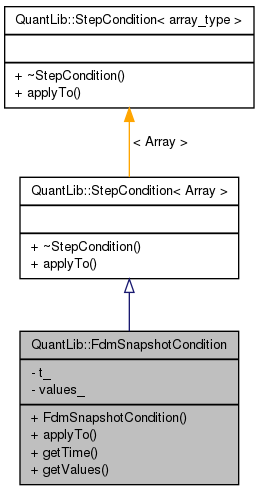 QuantLib::StepCondition< array_type >
+ ~StepCondition()
+ applyTo()
< Array >
QuantLib::StepCondition< Array >
+ ~StepCondition()
+ applyTo()
QuantLib::FdmSnapshotCondition
- t_
- values_
+ FdmSnapshotCondition()
+ applyTo()
+ getTime()
+ getValues()